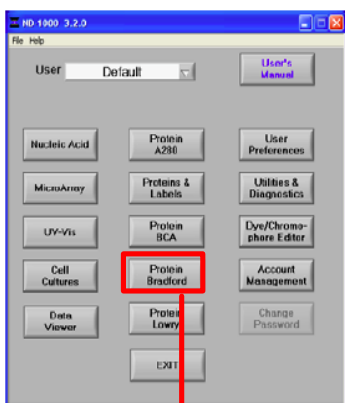 ND-1000 3.2.0
File Help
User Default
User's
Manual
Nucleic Acid
Protein
A280
User
Preferences
MicroArray
Proteins &
Labels
Utilities &
Diagnostics
UV-Vis
Protein
BCA
Dye/Chromo-
phore Editor
Cell
Cultures
Protein
Bradford
Account
Management
Data
Viewer
Protein
Lowry
Change
Password
EXIT